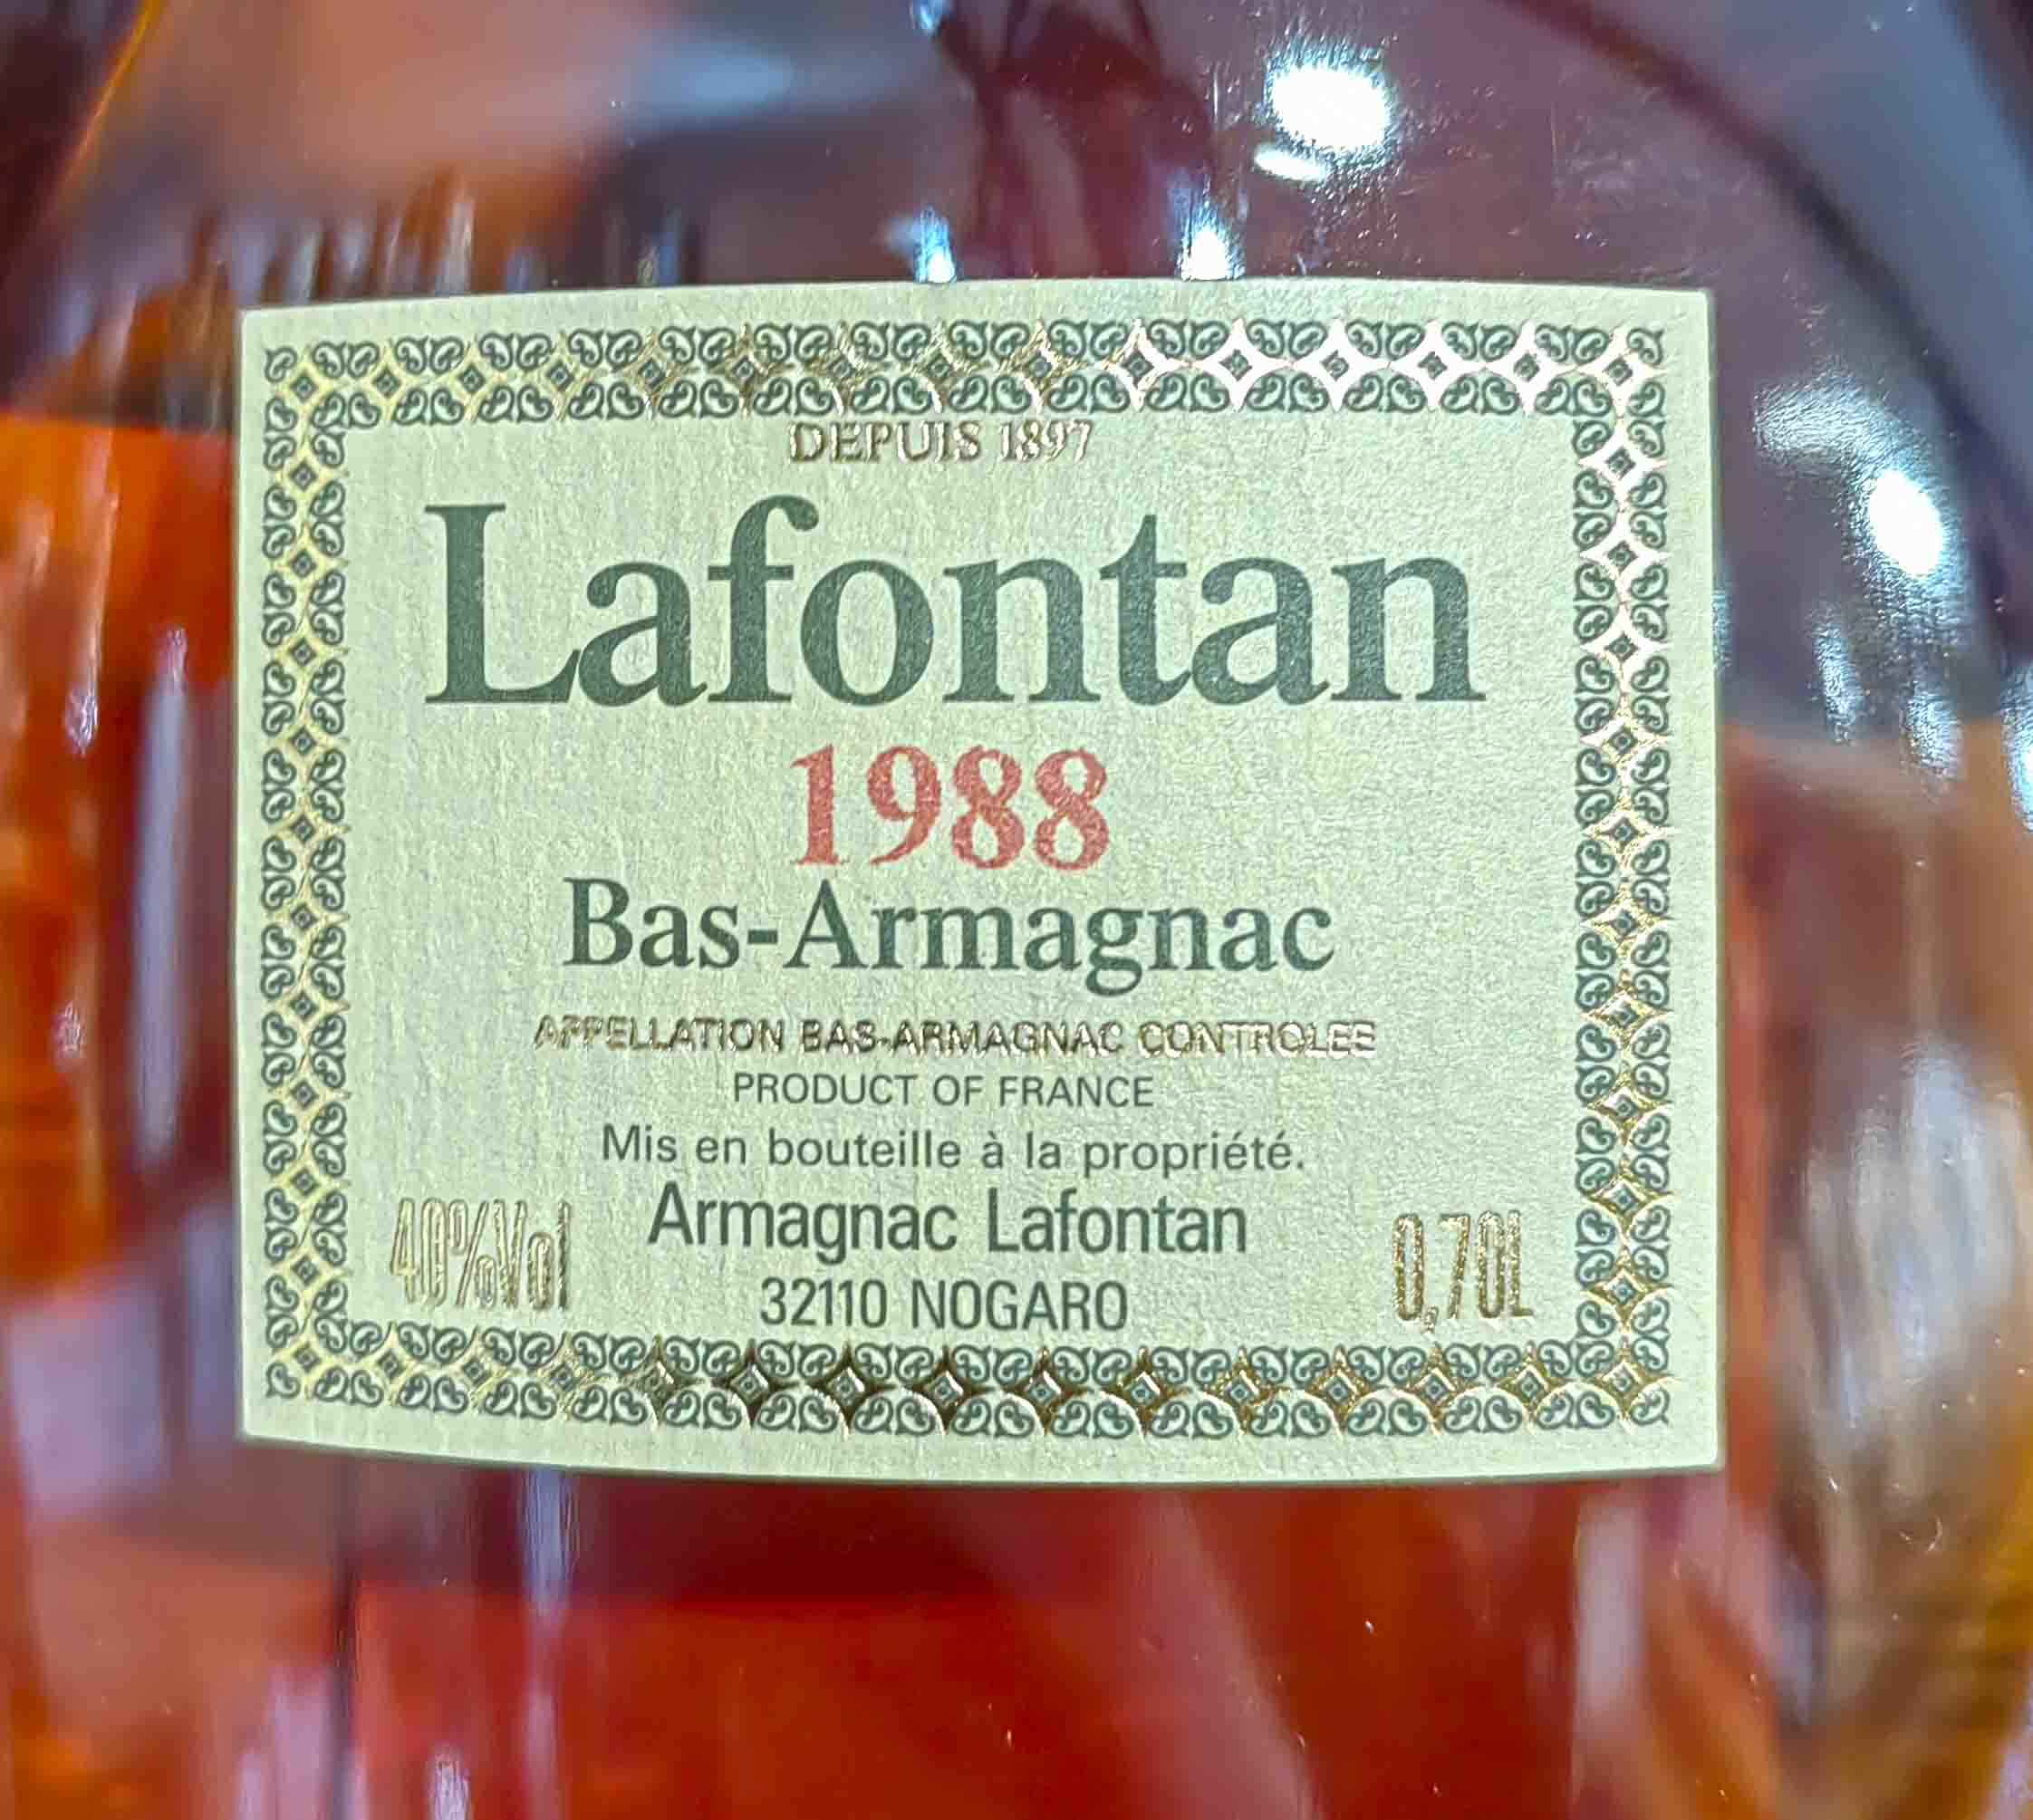 DEPUIS 1897
Lafontan
1988
Bas-Armagnac
APPELLATION BAS-ARMAGNAC CONTROLEE
PRODUCT OF FRANCE
Mis en bouteille à la propriété.
Armagnac Lafontan
40%Vol
0,70L
32110 NOGARO